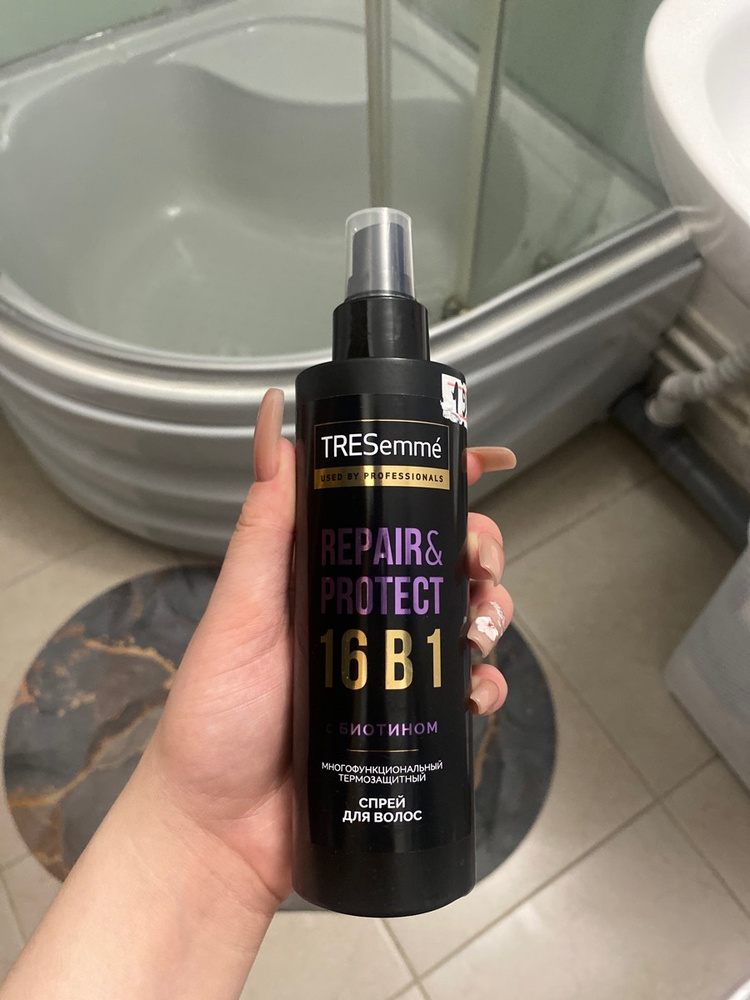 TRESemmé
USED BY PROFESSIONALS
REPAIR&
PROTECT
16 В 1
с БИОТИНОМ
МНОГОФУНКЦИОНАЛЬНЫЙ
ТЕРМОЗАЩИТНЫЙ
СПРЕЙ
ДЛЯ ВОЛОС